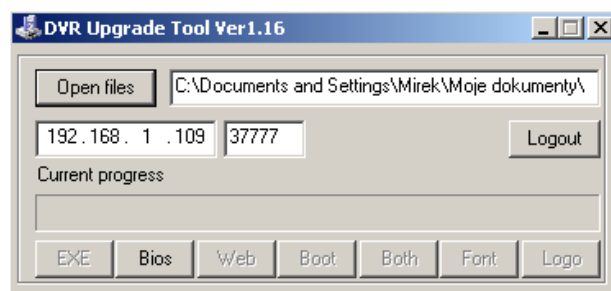 DVR Upgrade Tool Ver1.16
Open files C:\Documents and Settings\Mirek\Moje dokumenty\
192.168. 1 .109 37777 Logout
Current progress
EXE Bios Web Boot Both Font Logo